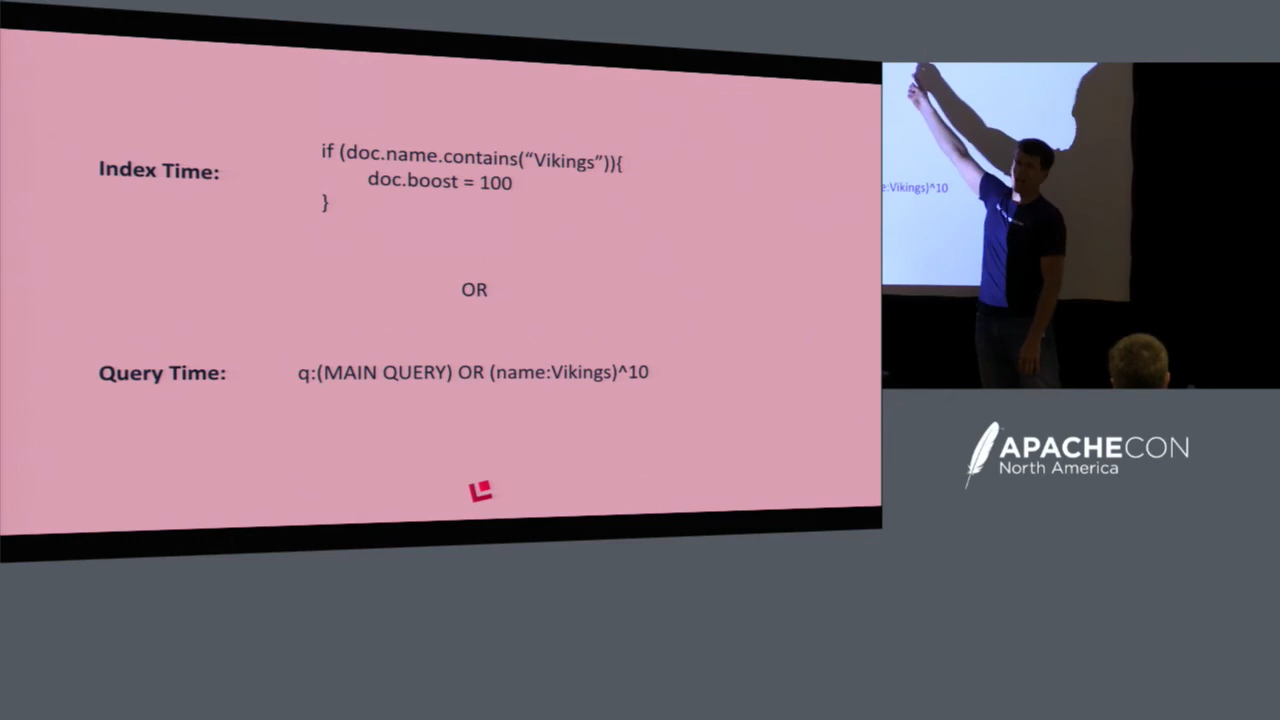 Index Time:
if (doc.name.contains(“Vikings”)){
doc.boost = 100
}
OR
Query Time:
q:(MAIN QUERY) OR (name:Vikings)^10
e:Vikings)^10
APACHECON
North America